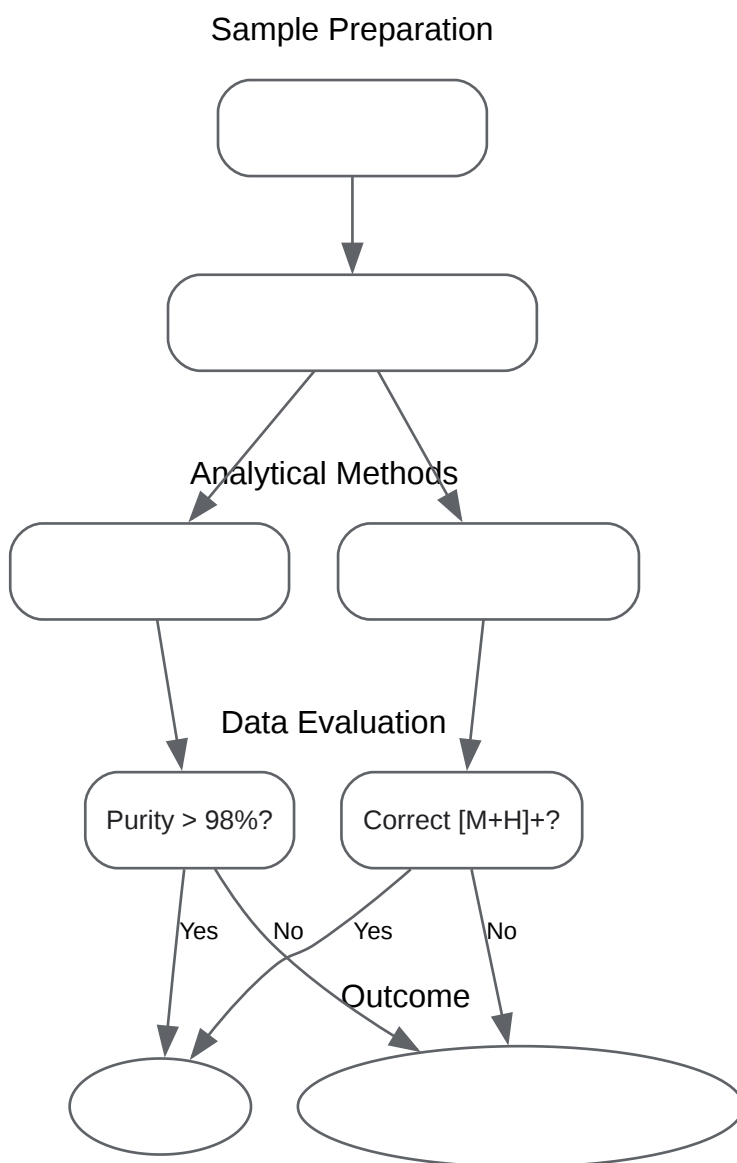 Sample Preparation
Analytical Methods
Data Evaluation
Purity > 98%?
Correct [M+H]+?
Yes
No
Yes
No
Outcome